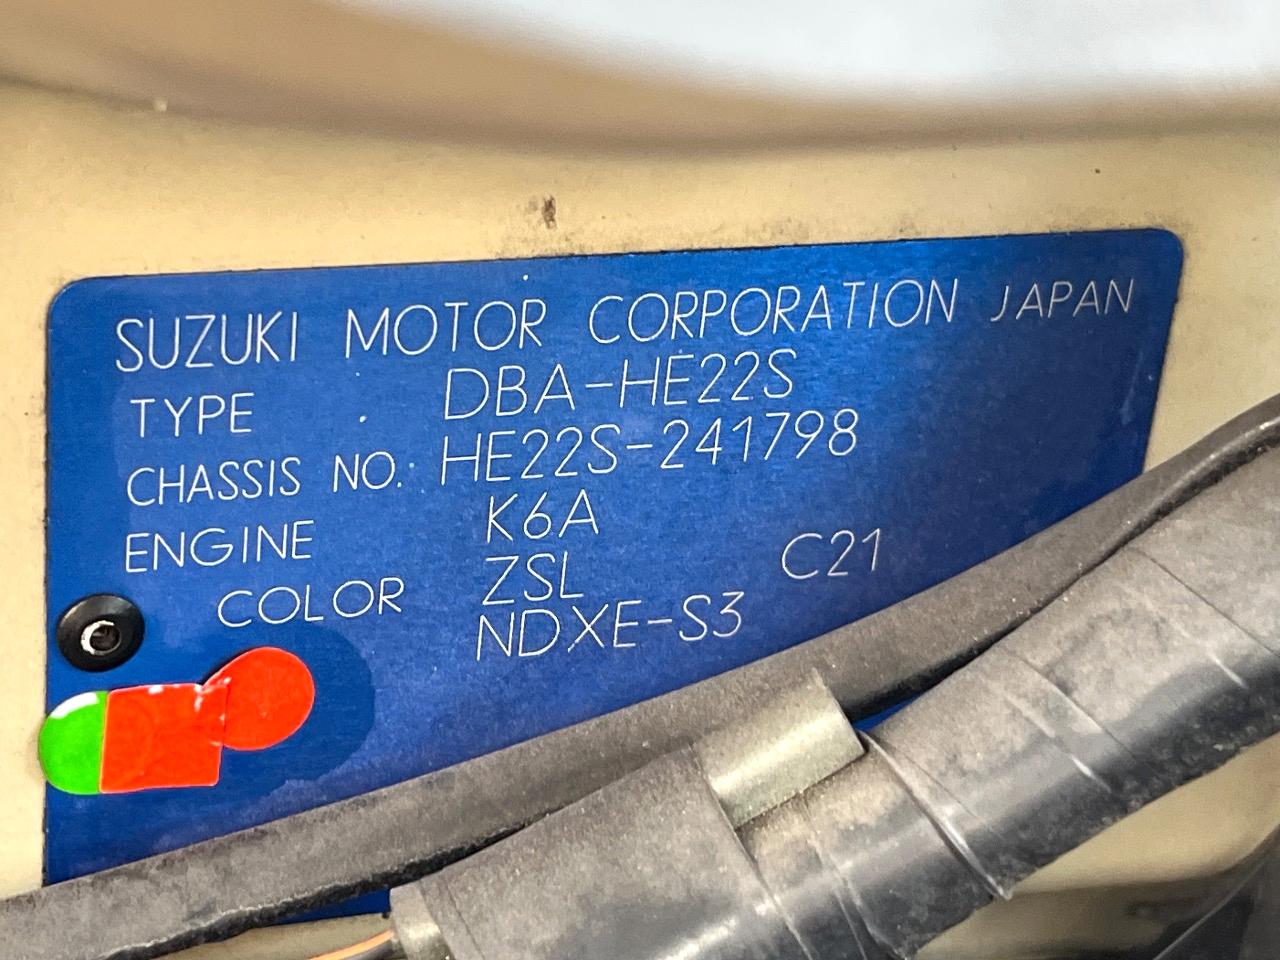 SUZUKI MOTOR CORPORATION JAPAN
TYPE DBA-HE22S
CHASSIS NO. HE22S-241798
ENGINE K6A
COLOR ZSL C21
NDXE-S3